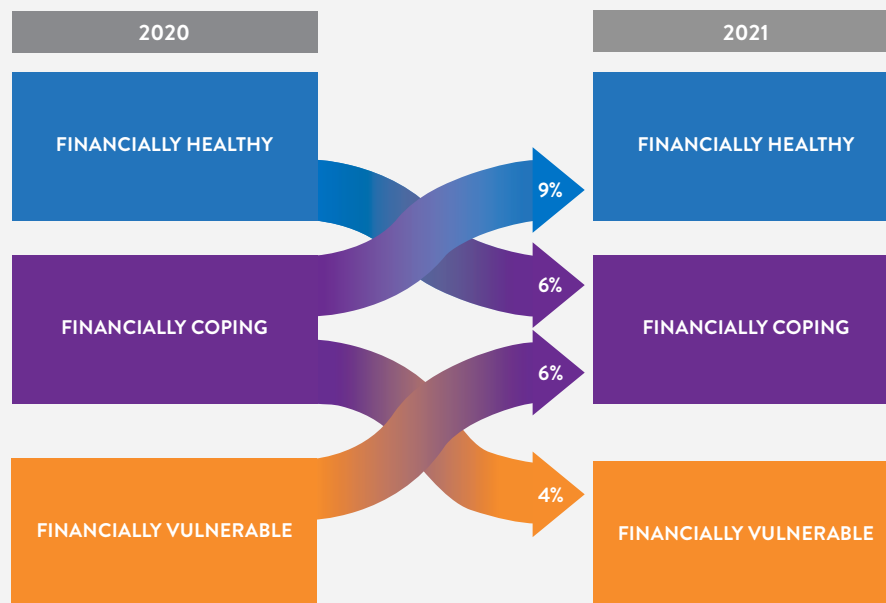 2020
2021
FINANCIALLY HEALTHY
FINANCIALLY HEALTHY
9%
6%
FINANCIALLY COPING
FINANCIALLY COPING
6%
4%
FINANCIALLY VULNERABLE
FINANCIALLY VULNERABLE